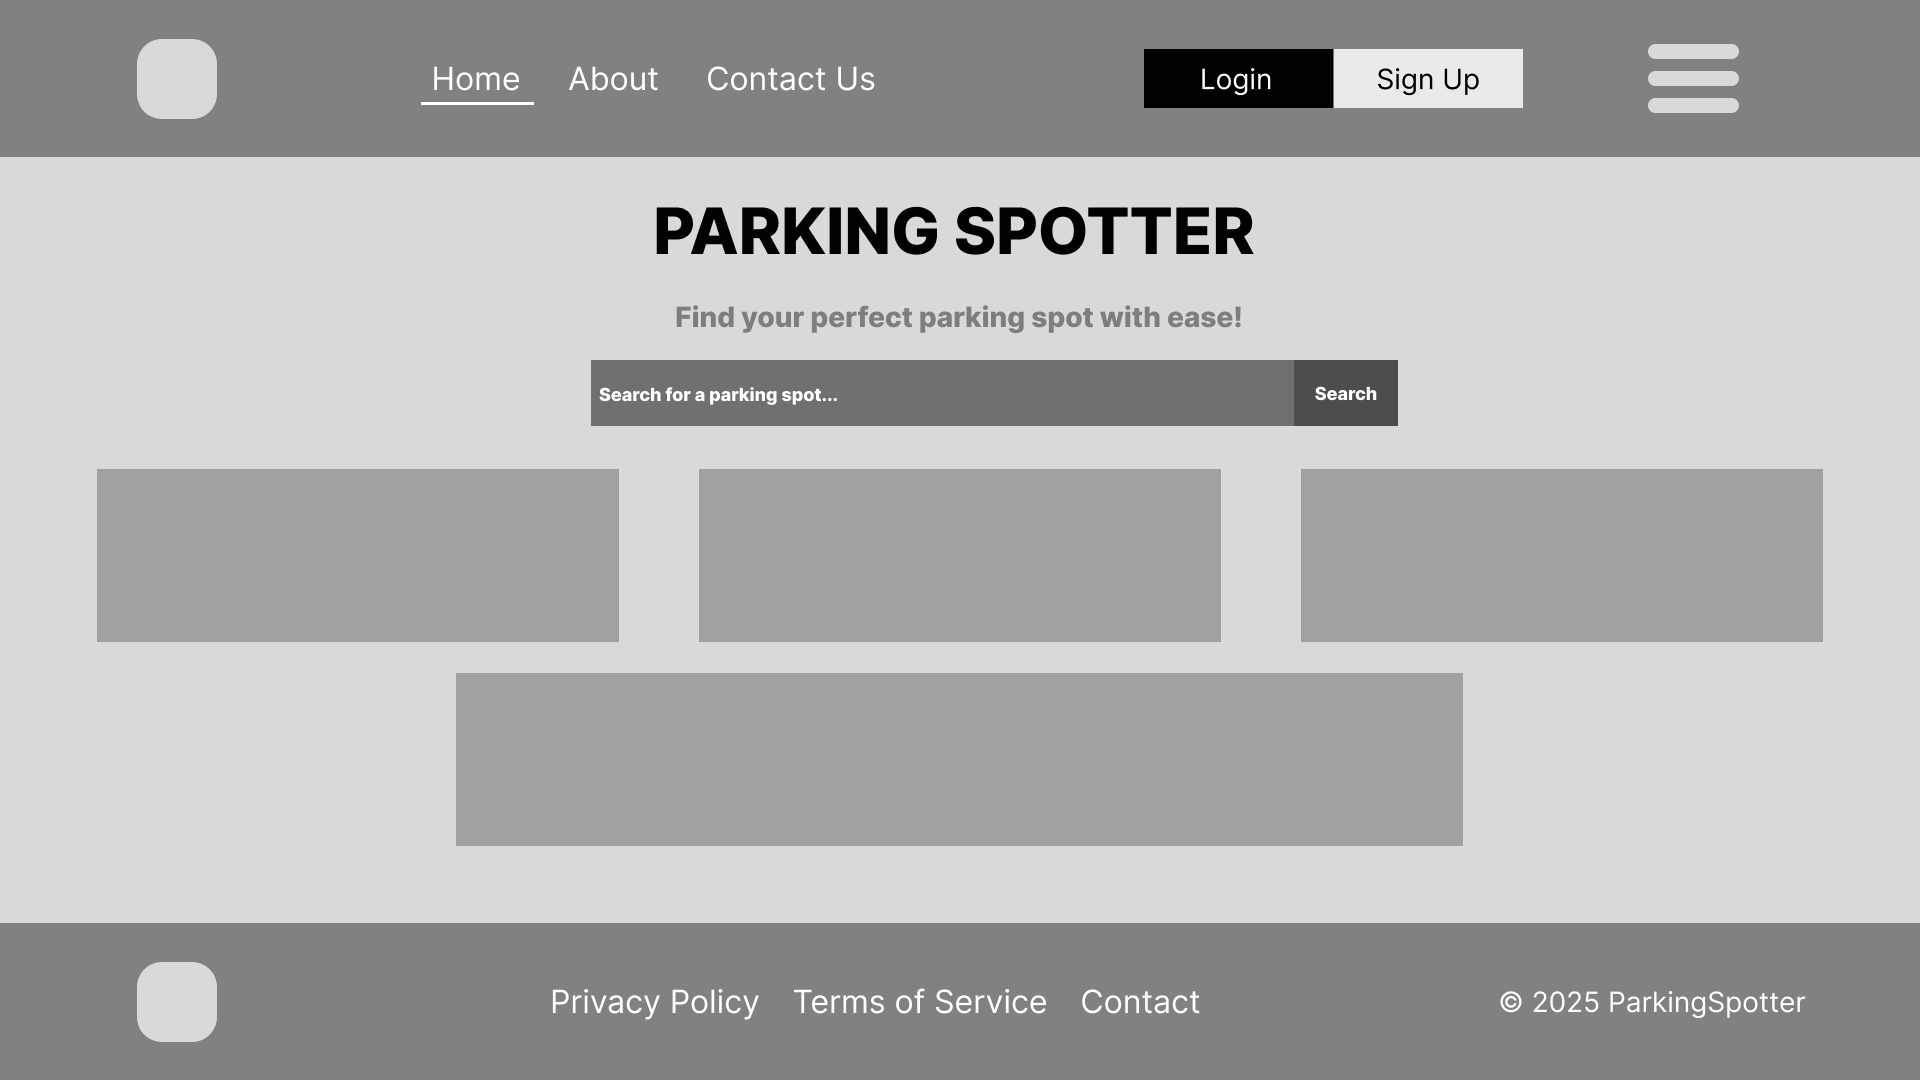 Home About Contact Us Login Sign Up
PARKING SPOTTER
Find your perfect parking spot with ease!
Search for a parking spot... Search
Privacy Policy Terms of Service Contact © 2025 ParkingSpotter